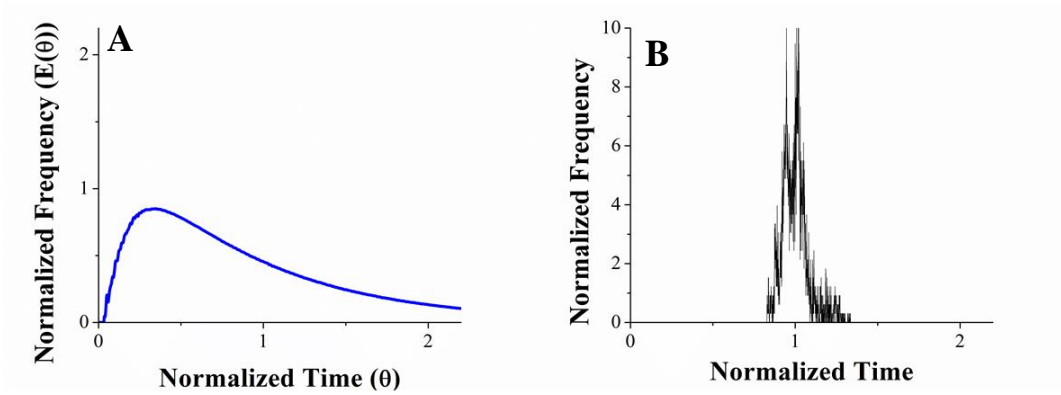 A
Normalized Frequency (E(θ))
2
1
0
0 1 2
Normalized Time (θ)
B
Normalized Frequency
10
8
6
4
2
0
0 1 2
Normalized Time